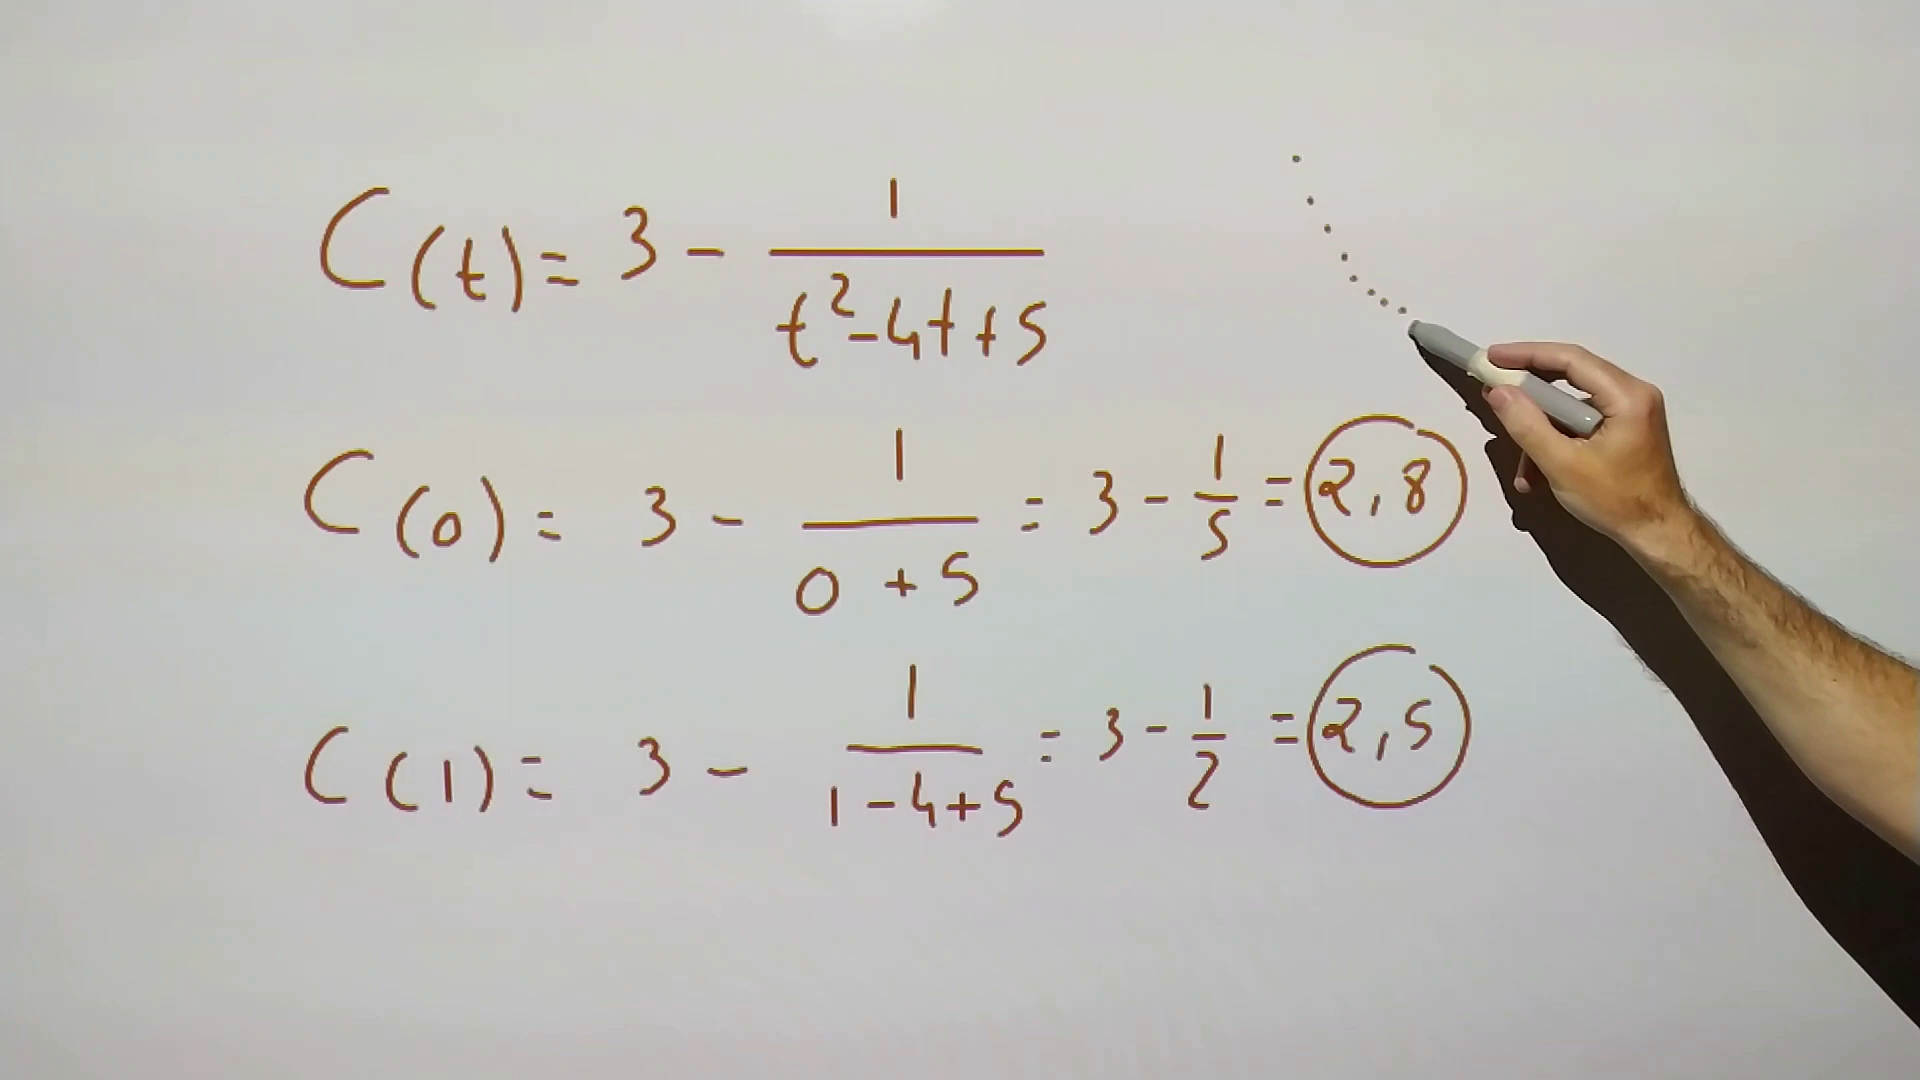 C(t) = 3 - 1/(t²-4t+5)
C(0) = 3 - 1/(0 + 5) = 3 - 1/5 = 2,8
C(1) = 3 - 1/(1-4+5) = 3 - 1/2 = 2,5